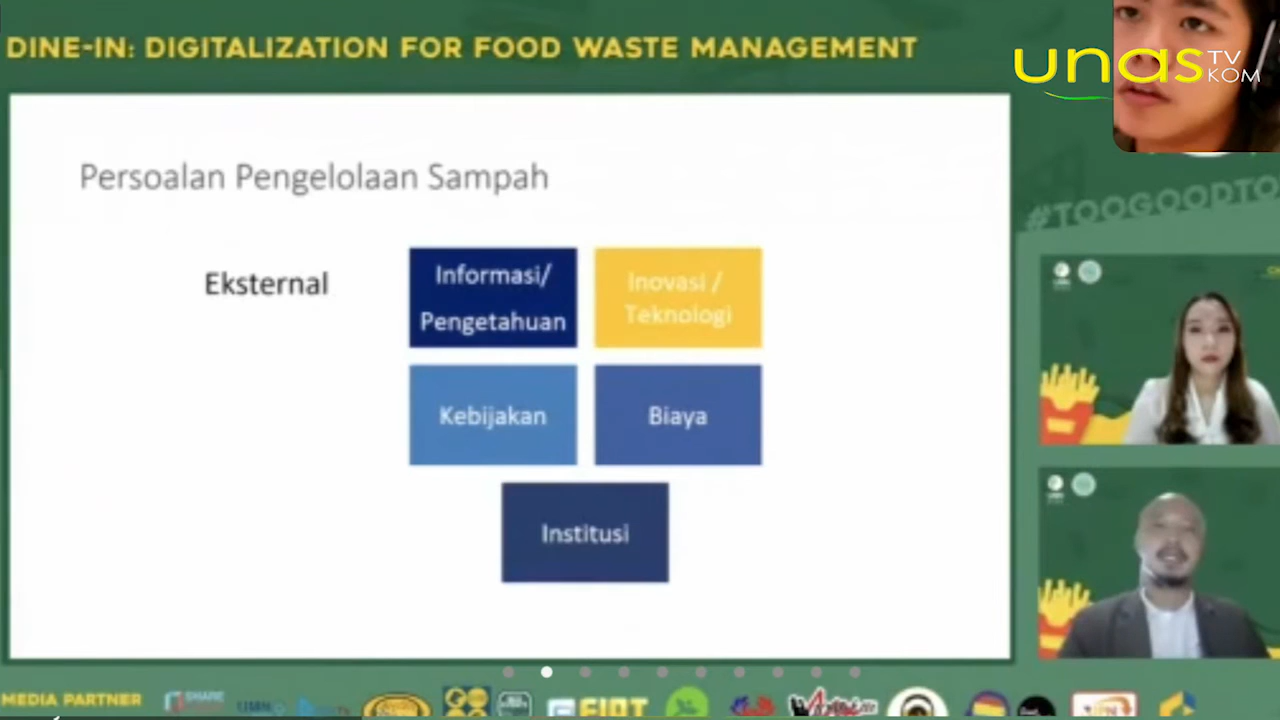 DINE-IN: DIGITALIZATION FOR FOOD WASTE MANAGEMENT
unas TV
KOM
#TOOGOODTO
Persoalan Pengelolaan Sampah
Eksternal
Informasi/
Pengetahuan
Inovasi /
Teknologi
Kebijakan
Biaya
Institusi
MEDIA PARTNER
SHARE